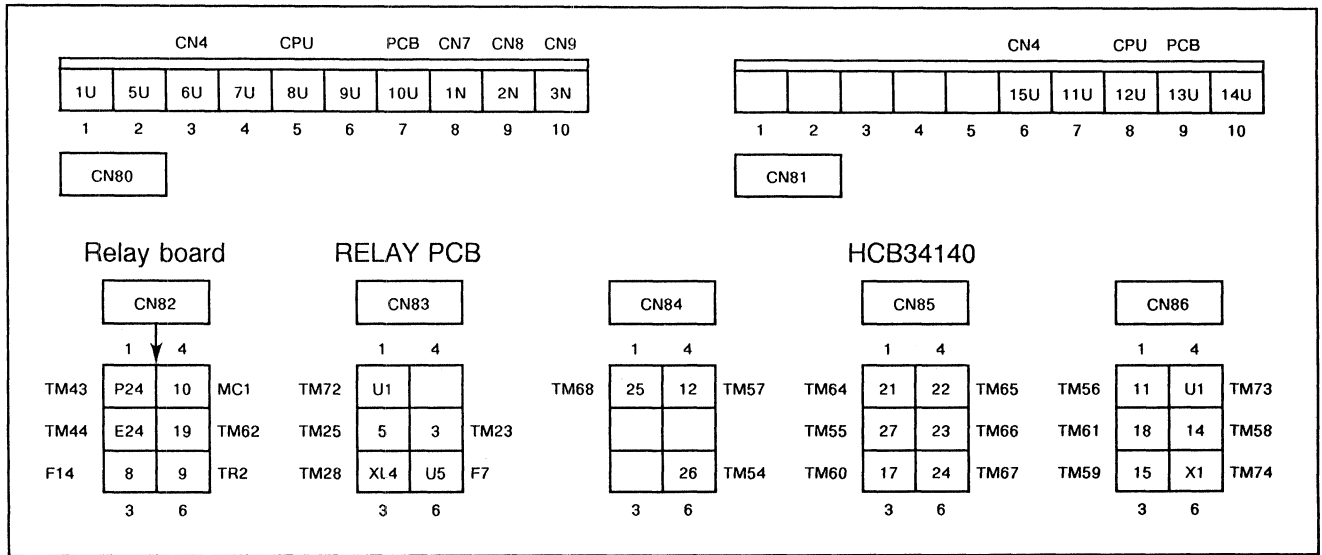 CN4 CPU PCB CN7 CN8 CN9 CN4 CPU PCB
1U 5U 6U 7U 8U 9U 10U 1N 2N 3N 15U 11U 12U 13U 14U
1 2 3 4 5 6 7 8 9 10 1 2 3 4 5 6 7 8 9 10
CN80 CN81
Relay board RELAY PCB HCB34140
CN82 CN83 CN84 CN85 CN86
1 4 1 4 1 4 1 4 1 4
TM43 P24 10 MC1 TM72 U1 TM68 25 12 TM57 TM64 21 22 TM65 TM56 11 U1 TM73
TM44 E24 19 TM62 TM25 5 3 TM23 TM55 27 23 TM66 TM61 18 14 TM58
F14 8 9 TR2 TM28 XL4 U5 F7 26 TM54 TM60 17 24 TM67 TM59 15 X1 TM74
3 6 3 6 3 6 3 6 3 6